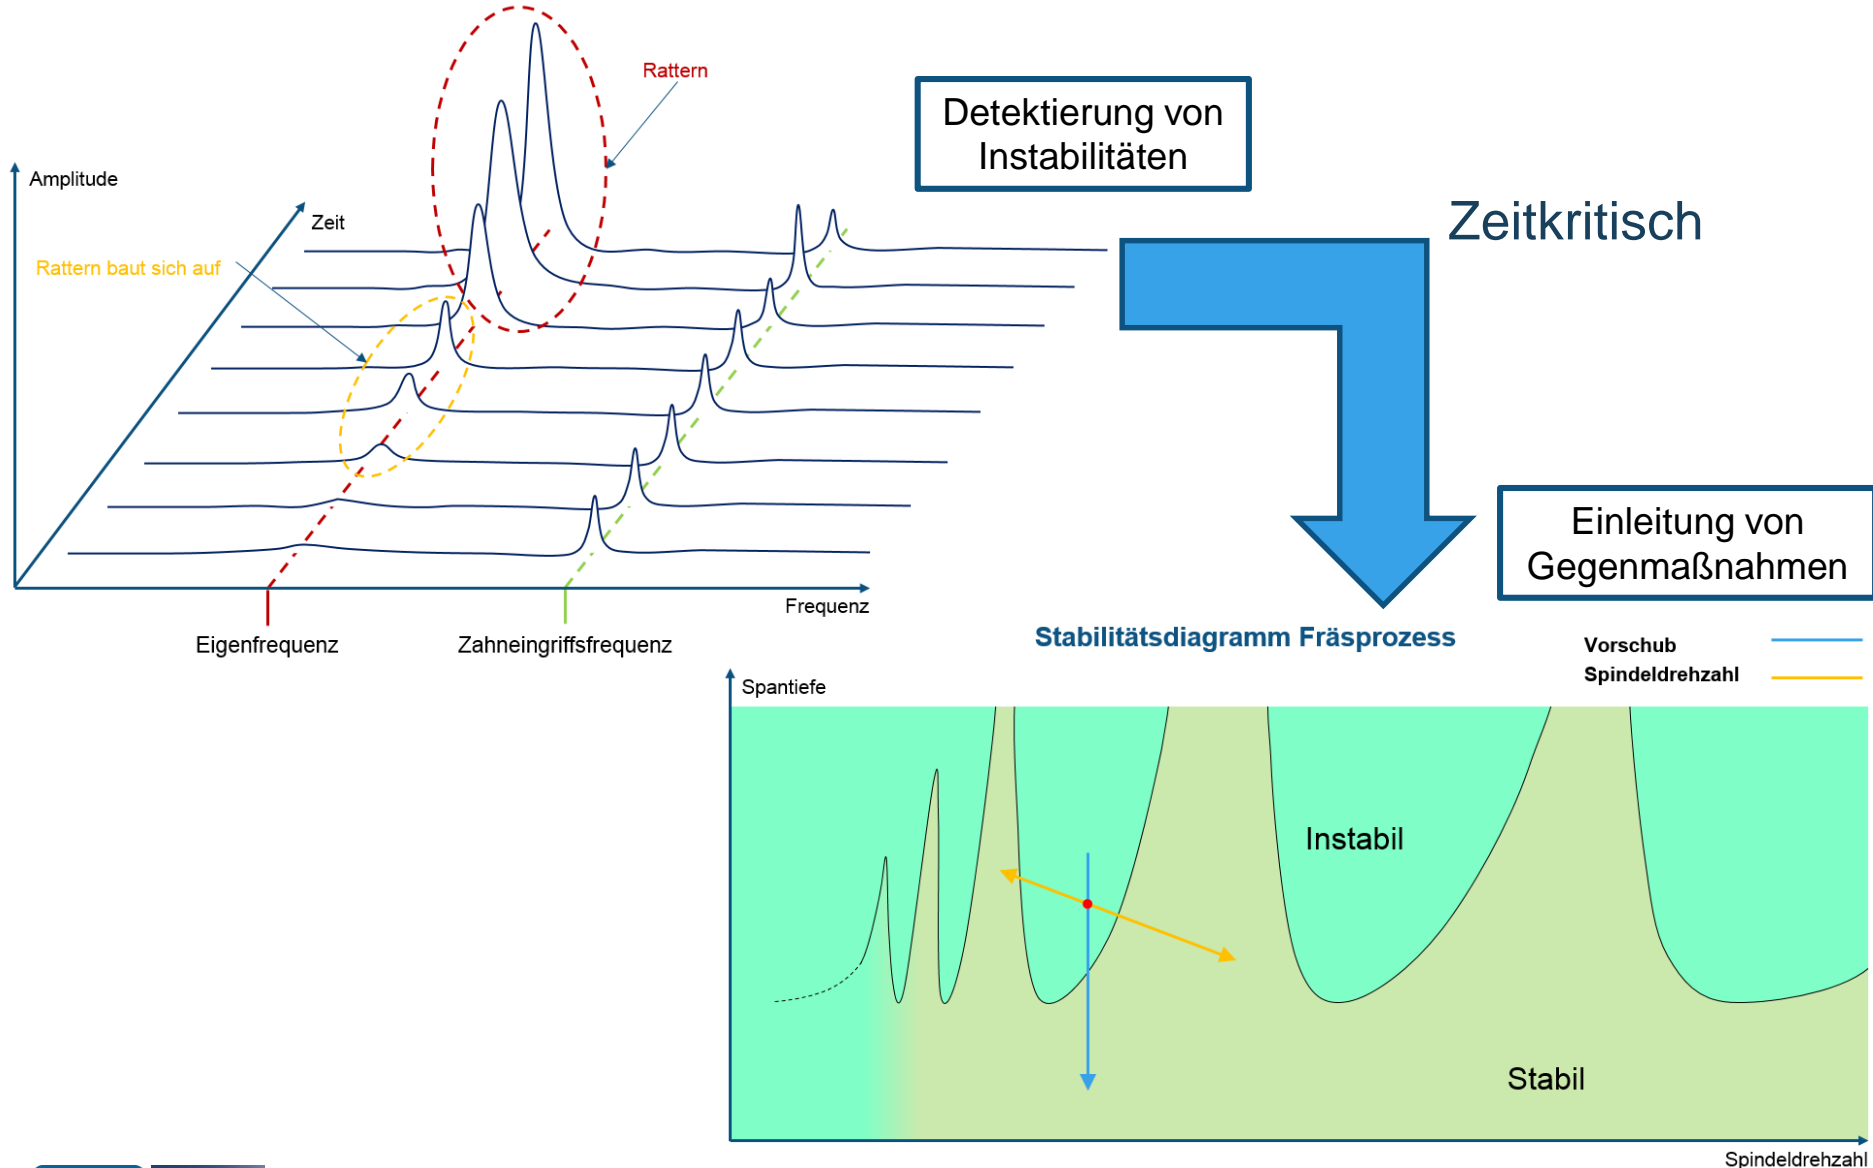 Rattern
Detektierung von
Instabilitäten
Amplitude
Zeit
Zeitkritisch
Rattern baut sich auf
Einleitung von
Gegenmaßnahmen
Frequenz
Eigenfrequenz
Zahneingriffsfrequenz
Stabilitätsdiagramm Fräsprozess
Vorschub
Spindeldrehzahl
Spantiefe
Instabil
Stabil
Spindeldrehzahl